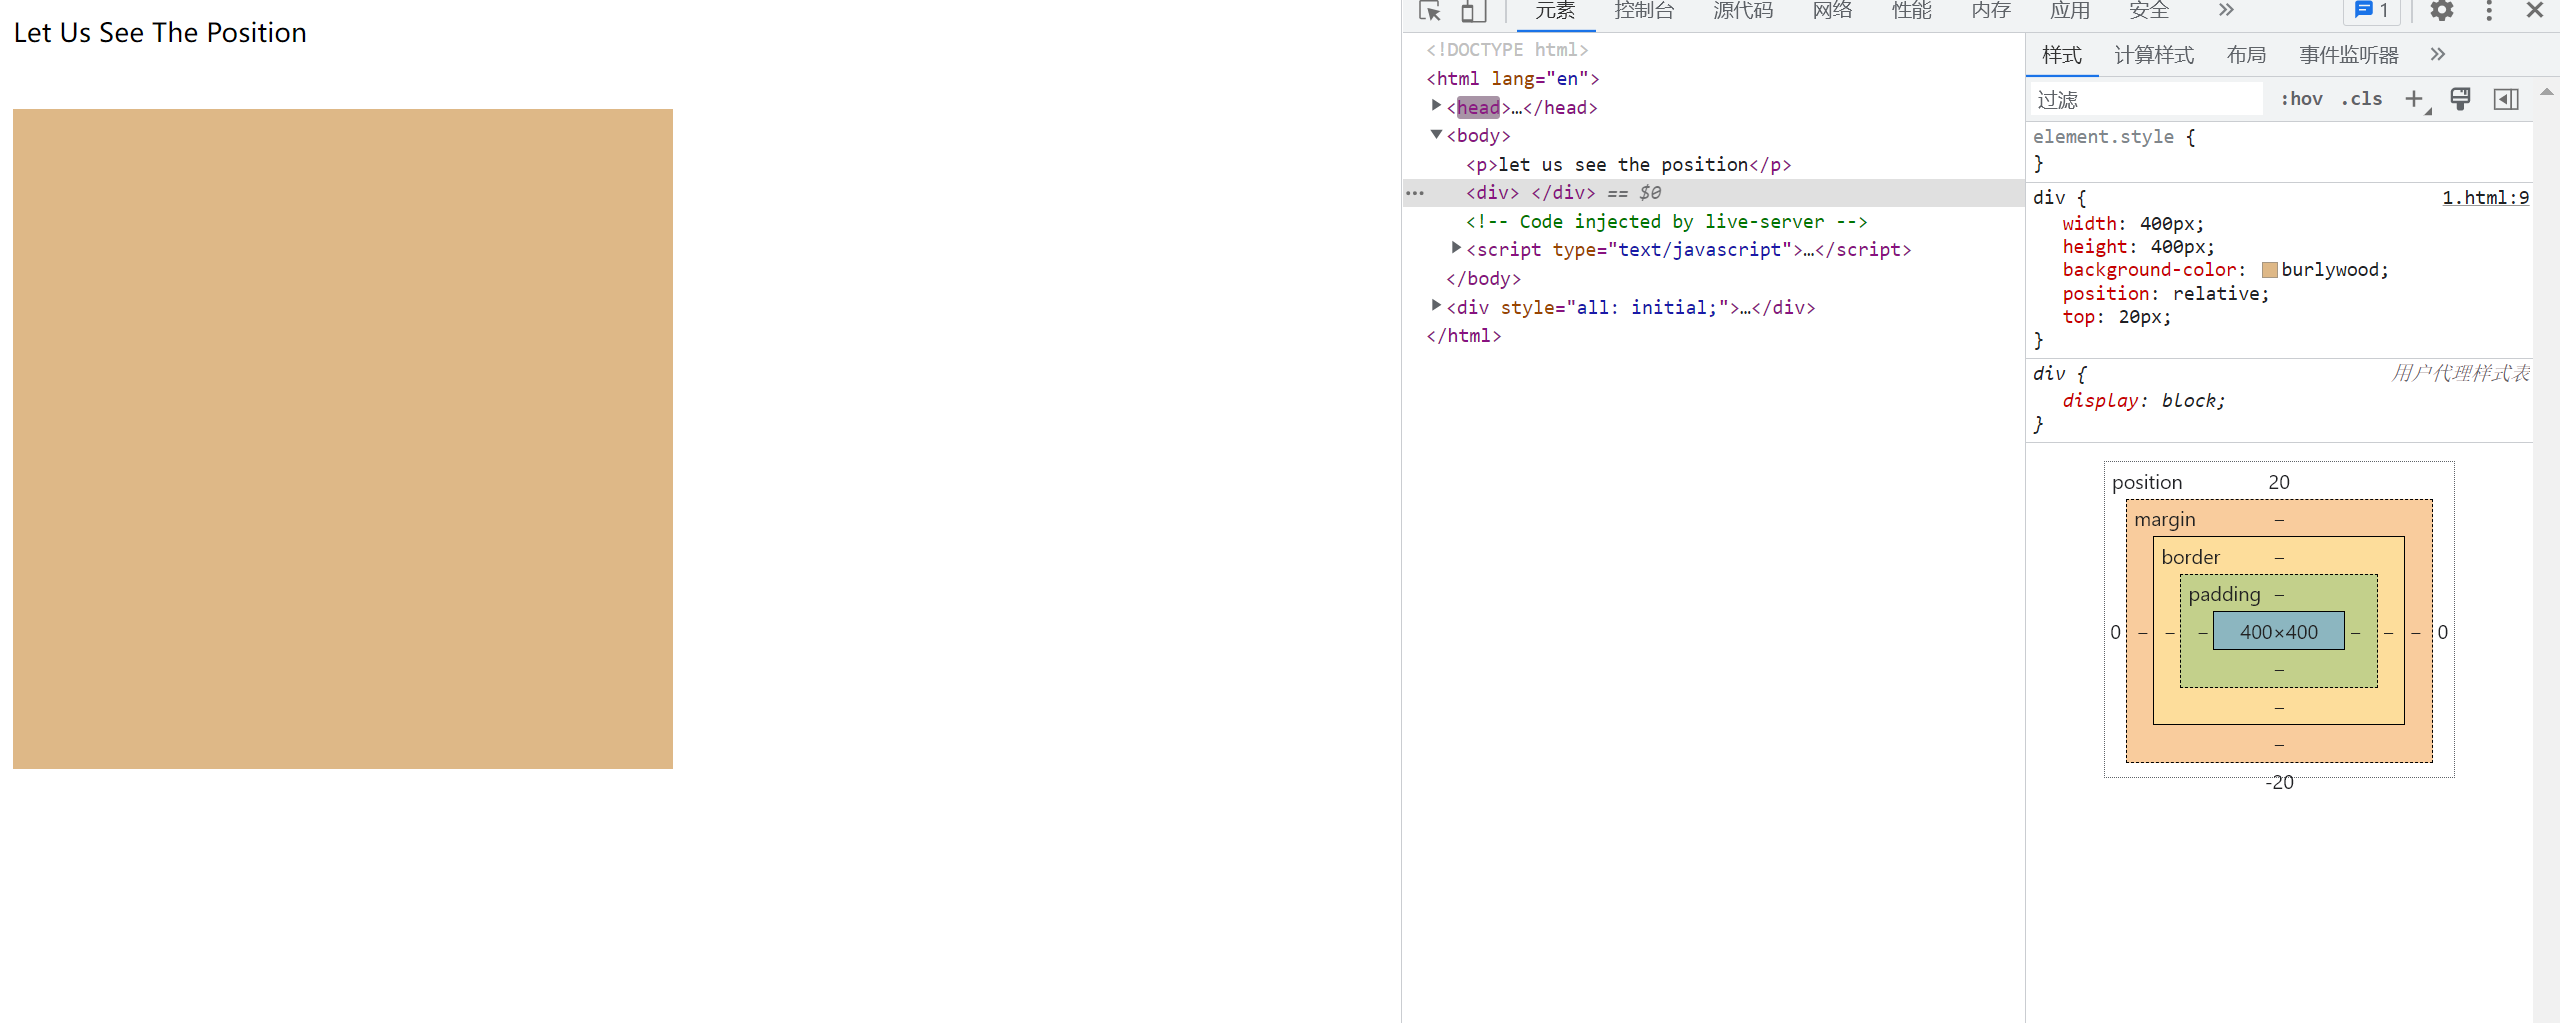 Let Us See The Position
元素 控制台 源代码 网络 性能 内存 应用 安全 » 1
<!DOCTYPE html>
<html lang="en">
<head>…</head>
<body>
<p>let us see the position</p>
<div> </div> == $0
<!-- Code injected by live-server -->
<script type="text/javascript">…</script>
</body>
<div style="all: initial;">…</div>
</html>
样式 计算样式 布局 事件监听器 »
过滤 :hov .cls +
element.style {
}
div { 1.html:9
width: 400px;
height: 400px;
background-color: burlywood;
position: relative;
top: 20px;
}
div { 用户代理样式表
display: block;
}
position 20
margin –
border –
padding –
0 – – – 400×400 – – – 0
–
–
–
-20